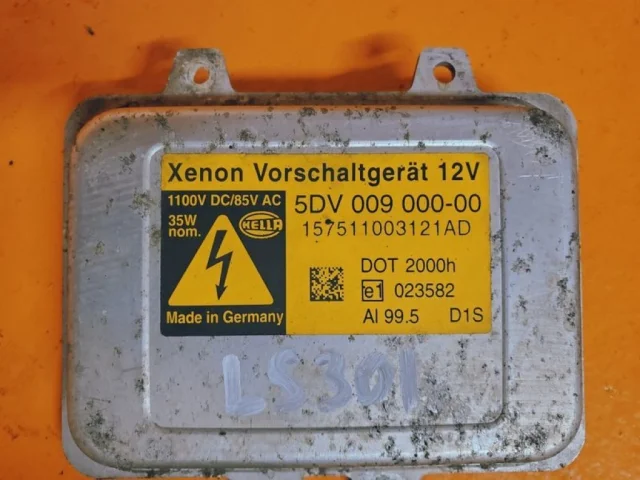 Xenon Vorschaltgerät 12V
1100V DC/85V AC
35W
nom.
HELLA
Made in Germany
5DV 009 000-00
157511003121AD
DOT 2000h
e1 023582
Al 99.5 D1S
LS301